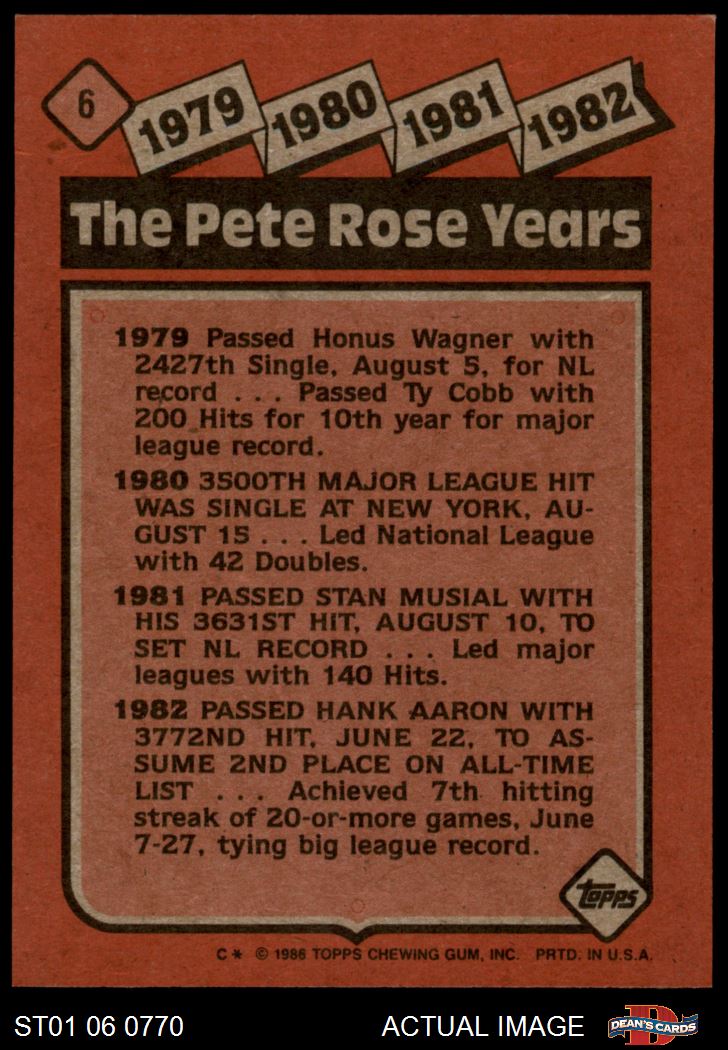 6
1979 1980 1981 1982
The Pete Rose Years
1979 Passed Honus Wagner with
2427th Single, August 5, for NL
record . . . Passed Ty Cobb with
200 Hits for 10th year for major
league record.
1980 3500TH MAJOR LEAGUE HIT
WAS SINGLE AT NEW YORK, AU-
GUST 15 . . . Led National League
with 42 Doubles.
1981 PASSED STAN MUSIAL WITH
HIS 3631ST HIT, AUGUST 10, TO
SET NL RECORD . . . Led major
leagues with 140 Hits.
1982 PASSED HANK AARON WITH
3772ND HIT, JUNE 22, TO AS-
SUME 2ND PLACE ON ALL-TIME
LIST . . . Achieved 7th hitting
streak of 20-or-more games, June
7-27, tying big league record.
topps
C* © 1986 TOPPS CHEWING GUM, INC. PRTD. IN U.S.A.
ST01 06 0770 ACTUAL IMAGE DEAN'S CARDS